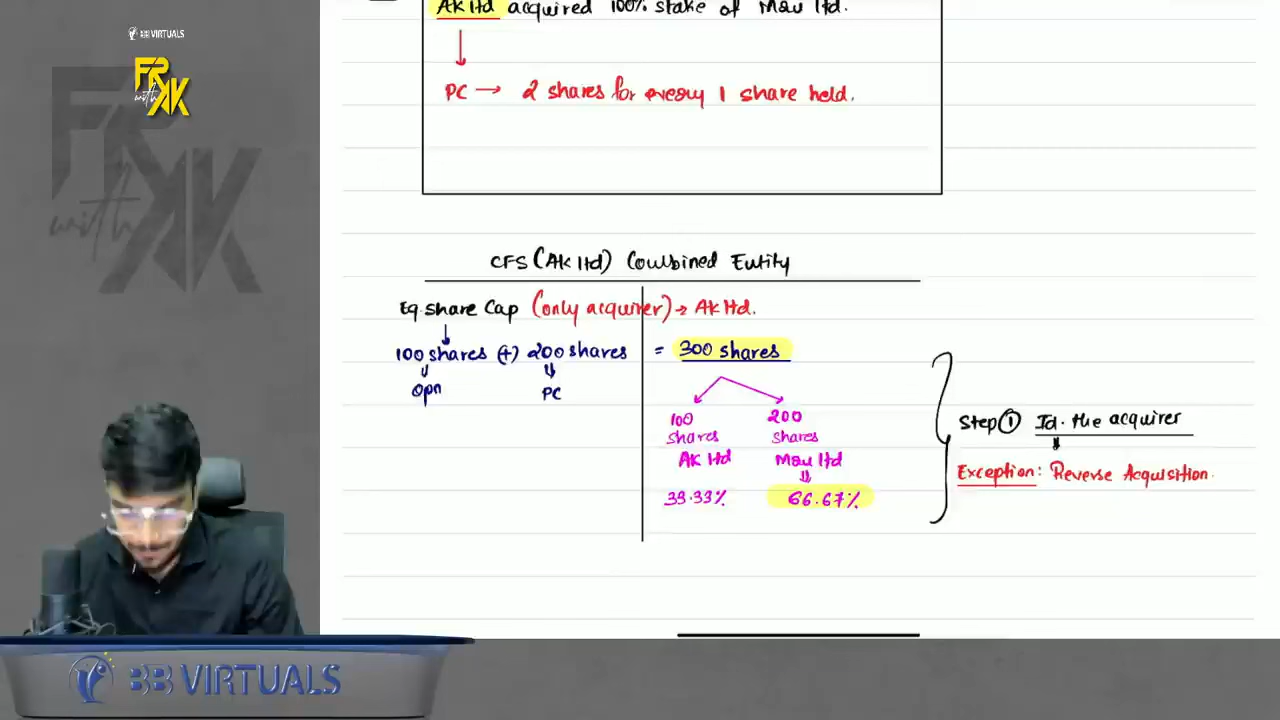 AK ltd acquired 100% stake of Mau ltd.
BB VIRTUALS
FR
with
AK
PC → 2 shares for every 1 share held.
CFS (AK ltd) Combined Entity
Eq. share Cap (only acquirer) → AK ltd.
100 shares (+) 200 shares = 300 shares
Opn PC
100 200
shares shares
AK ltd Mau ltd
33.33% 66.67%
Step ① Id. the acquirer
Exception: Reverse Acquisition.
BB VIRTUALS